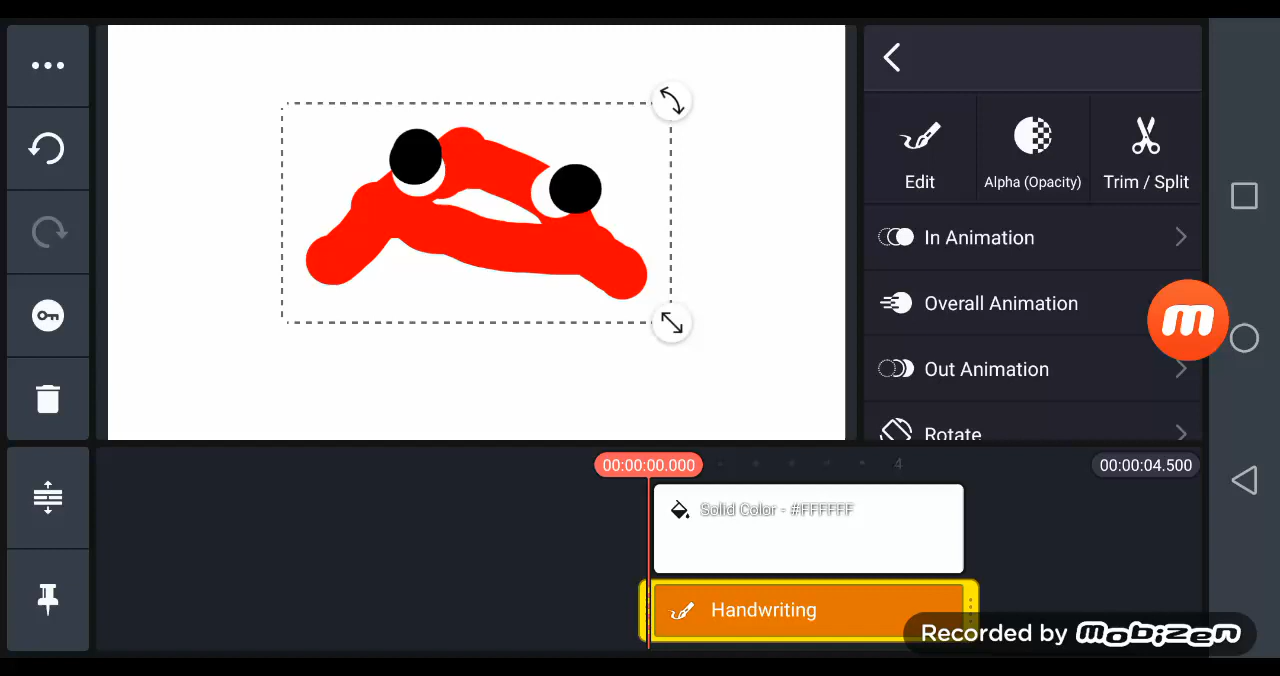 Edit
Alpha (Opacity)
Trim / Split
In Animation
Overall Animation
Out Animation
Rotate
00:00:00.000
4
00:00:04.500
Solid Color - #FFFFFF
Handwriting
Recorded by mobizen